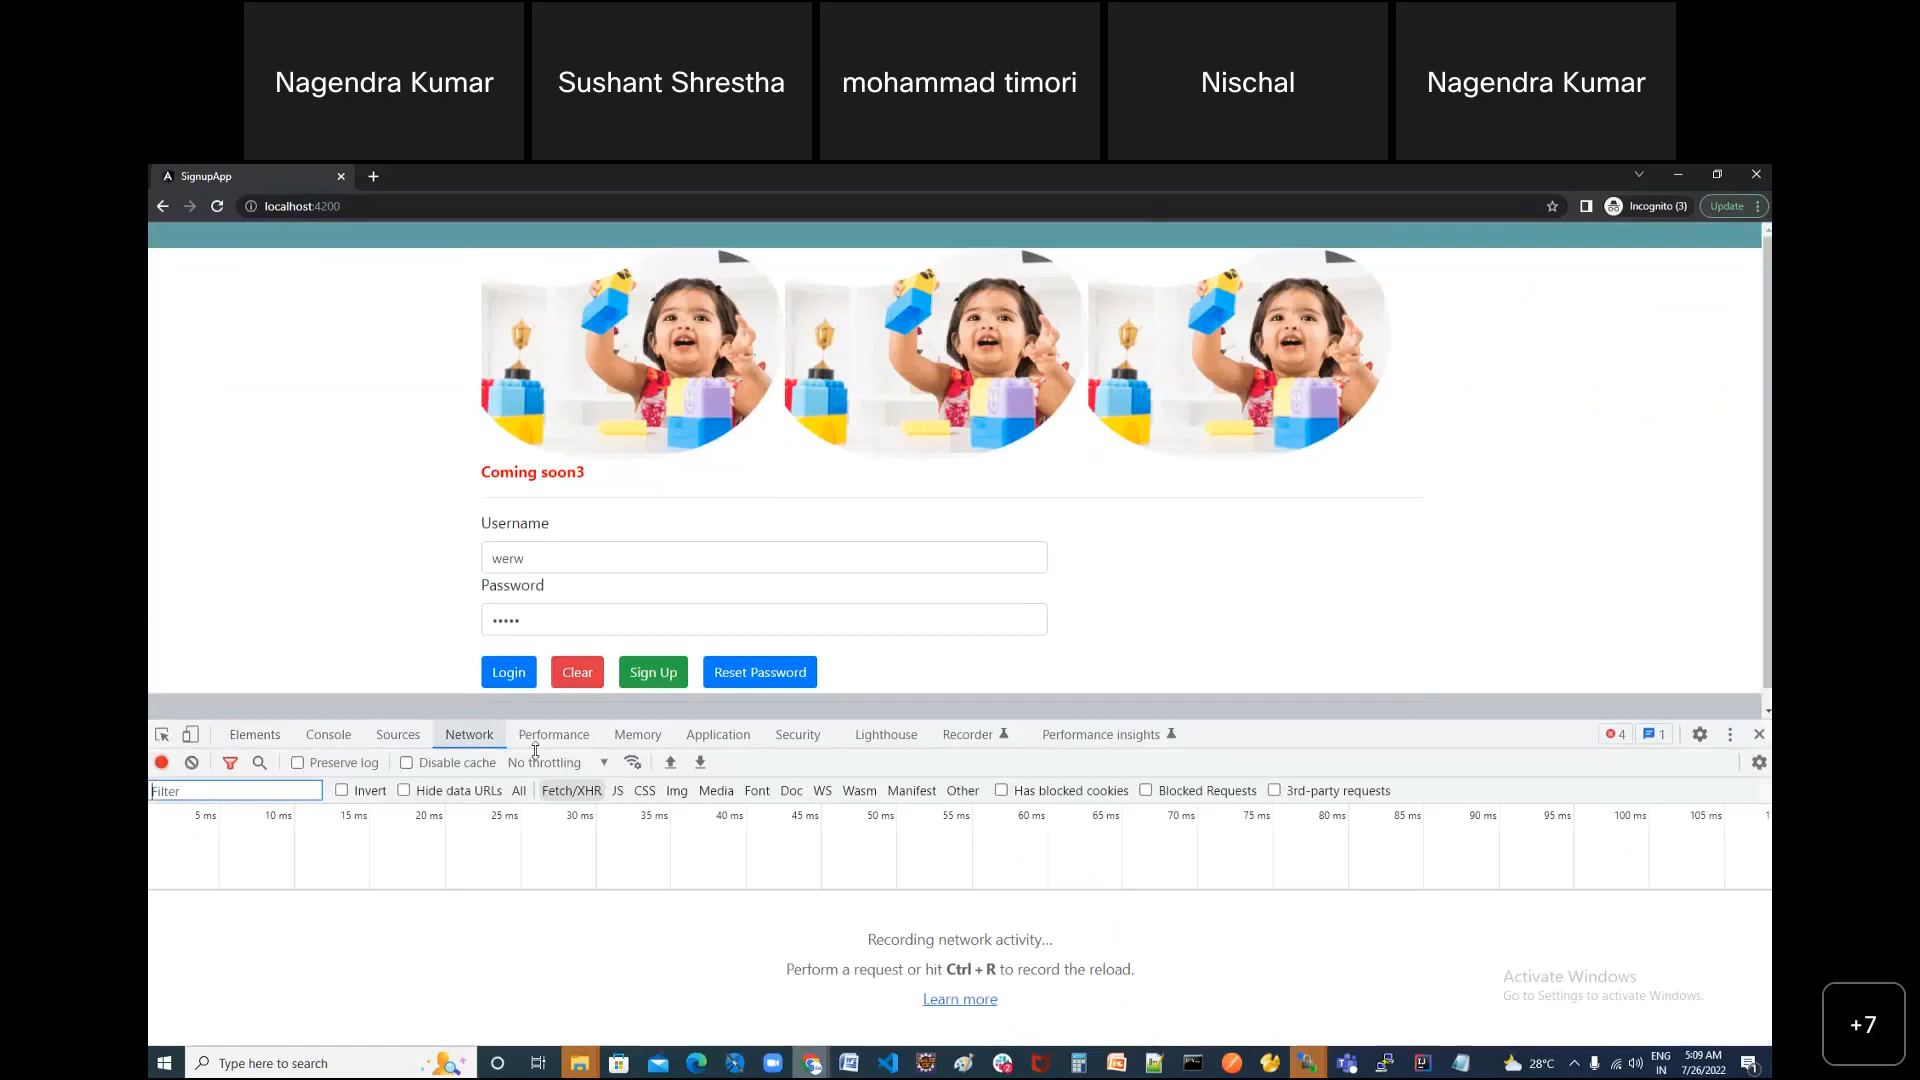 Nagendra Kumar
Sushant Shrestha
mohammad timori
Nischal
Nagendra Kumar
SignupApp
localhost:4200
Incognito (3)
Update
Coming soon3
Username
werw
Password
•••••
Login
Clear
Sign Up
Reset Password
Elements
Console
Sources
Network
Performance
Memory
Application
Security
Lighthouse
Recorder
Performance insights
4
1
Preserve log
Disable cache
No throttling
Filter
Invert
Hide data URLs
All
Fetch/XHR
JS
CSS
Img
Media
Font
Doc
WS
Wasm
Manifest
Other
Has blocked cookies
Blocked Requests
3rd-party requests
5 ms
10 ms
15 ms
20 ms
25 ms
30 ms
35 ms
40 ms
45 ms
50 ms
55 ms
60 ms
65 ms
70 ms
75 ms
80 ms
85 ms
90 ms
95 ms
100 ms
105 ms
1
Recording network activity...
Perform a request or hit Ctrl + R to record the reload.
Learn more
Activate Windows
Go to Settings to activate Windows.
+7
Type here to search
28°C
ENG
IN
5:09 AM
7/26/2022